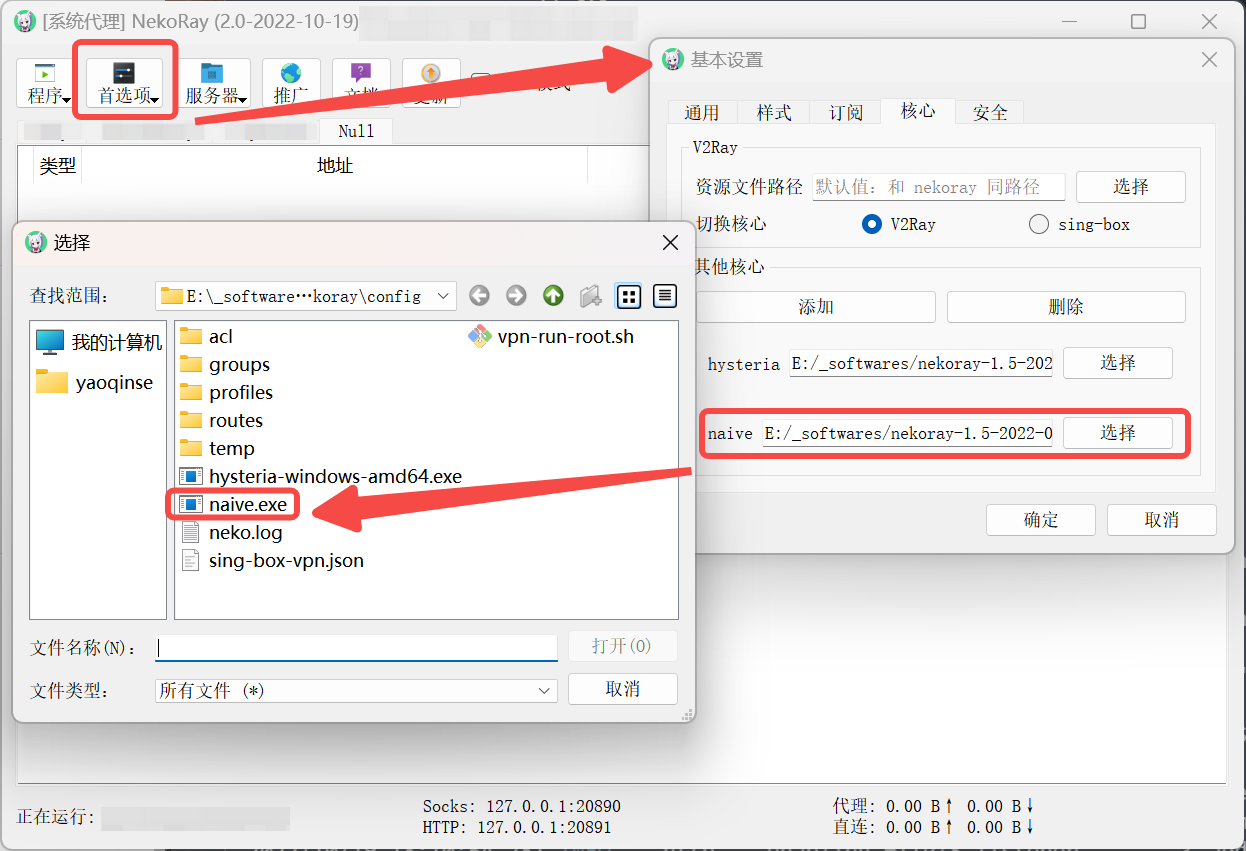 [系统代理] NekoRay (2.0-2022-10-19)
程序 首选项 服务器 推广
Null
类型 地址
基本设置
通用 样式 订阅 核心 安全
V2Ray
资源文件路径 默认值: 和 nekoray 同路径 选择
切换核心 V2Ray sing-box
其他核心
添加 删除
hysteria E:/_softwares/nekoray-1.5-202 选择
naive E:/_softwares/nekoray-1.5-2022-0 选择
确定 取消
选择
查找范围: E:\_software···koray\config
我的计算机
yaoqinse
acl
groups
profiles
routes
temp
hysteria-windows-amd64.exe
naive.exe
neko.log
sing-box-vpn.json
vpn-run-root.sh
文件名称(N): 打开(O)
文件类型: 所有文件 (*) 取消
正在运行:
Socks: 127.0.0.1:20890
HTTP: 127.0.0.1:20891
代理: 0.00 B↑ 0.00 B↓
直连: 0.00 B↑ 0.00 B↓